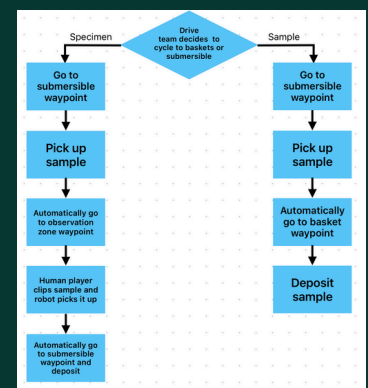 Drive
team decides to
cycle to baskets or
submersible
Specimen
Sample
Go to
submersible
waypoint
Pick up
sample
Automatically go
to observation
zone waypoint
Human player
clips sample and
robot picks it up
Automatically go
to submersible
waypoint and
deposit
Go to
submersible
waypoint
Pick up
sample
Automatically
go to basket
waypoint
Deposit
sample